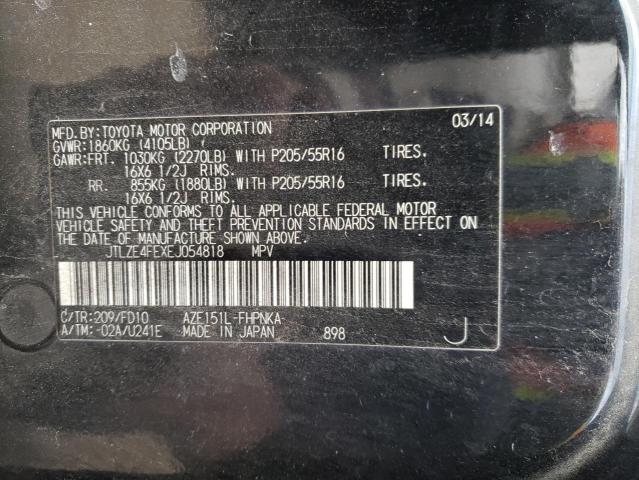 MFD.BY:TOYOTA MOTOR CORPORATION 03/14
GVWR:1860KG (4105LB)
GAWR:FRT. 1030KG (2270LB) WITH P205/55R16 TIRES.
16X6 1/2J RIMS.
RR. 855KG (1880LB) WITH P205/55R16 TIRES.
16X6 1/2J RIMS.
THIS VEHICLE CONFORMS TO ALL APPLICABLE FEDERAL MOTOR
VEHICLE SAFETY AND THEFT PREVENTION STANDARDS IN EFFECT ON
THE DATE OF MANUFACTURE SHOWN ABOVE.
JTLZE4FEXEJ054818 MPV
C/TR:209/FD10 AZE151L-FHPNKA
A/TM:-02A/U241E MADE IN JAPAN 898 J